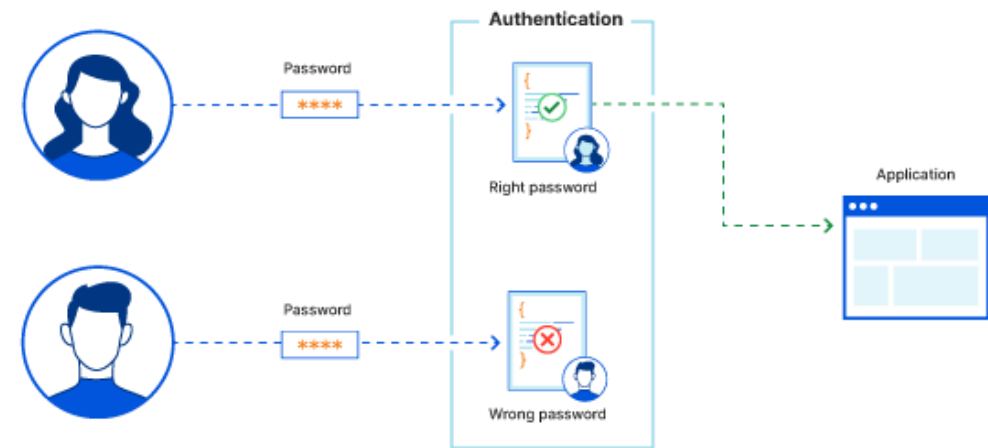 Authentication
Password
****
{
}
Right password
Application
Password
****
{
}
Wrong password